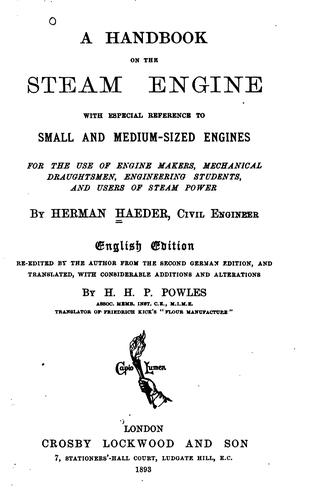 A HANDBOOK
ON THE
STEAM ENGINE
WITH ESPECIAL REFERENCE TO
SMALL AND MEDIUM-SIZED ENGINES
FOR THE USE OF ENGINE MAKERS, MECHANICAL
DRAUGHTSMEN, ENGINEERING STUDENTS,
AND USERS OF STEAM POWER
BY HERMAN HAEDER, CIVIL ENGINEER
English Edition
RE-EDITED BY THE AUTHOR FROM THE SECOND GERMAN EDITION, AND
TRANSLATED, WITH CONSIDERABLE ADDITIONS AND ALTERATIONS
BY H. H. P. POWLES
ASSOC. MEMB. INST. C.E., M.I.M.E.
TRANSLATOR OF FRIEDRICH KICK'S "FLOUR MANUFACTURE"
Capio Lumen
LONDON
CROSBY LOCKWOOD AND SON
7, STATIONERS'-HALL COURT, LUDGATE HILL, E.C.
1893